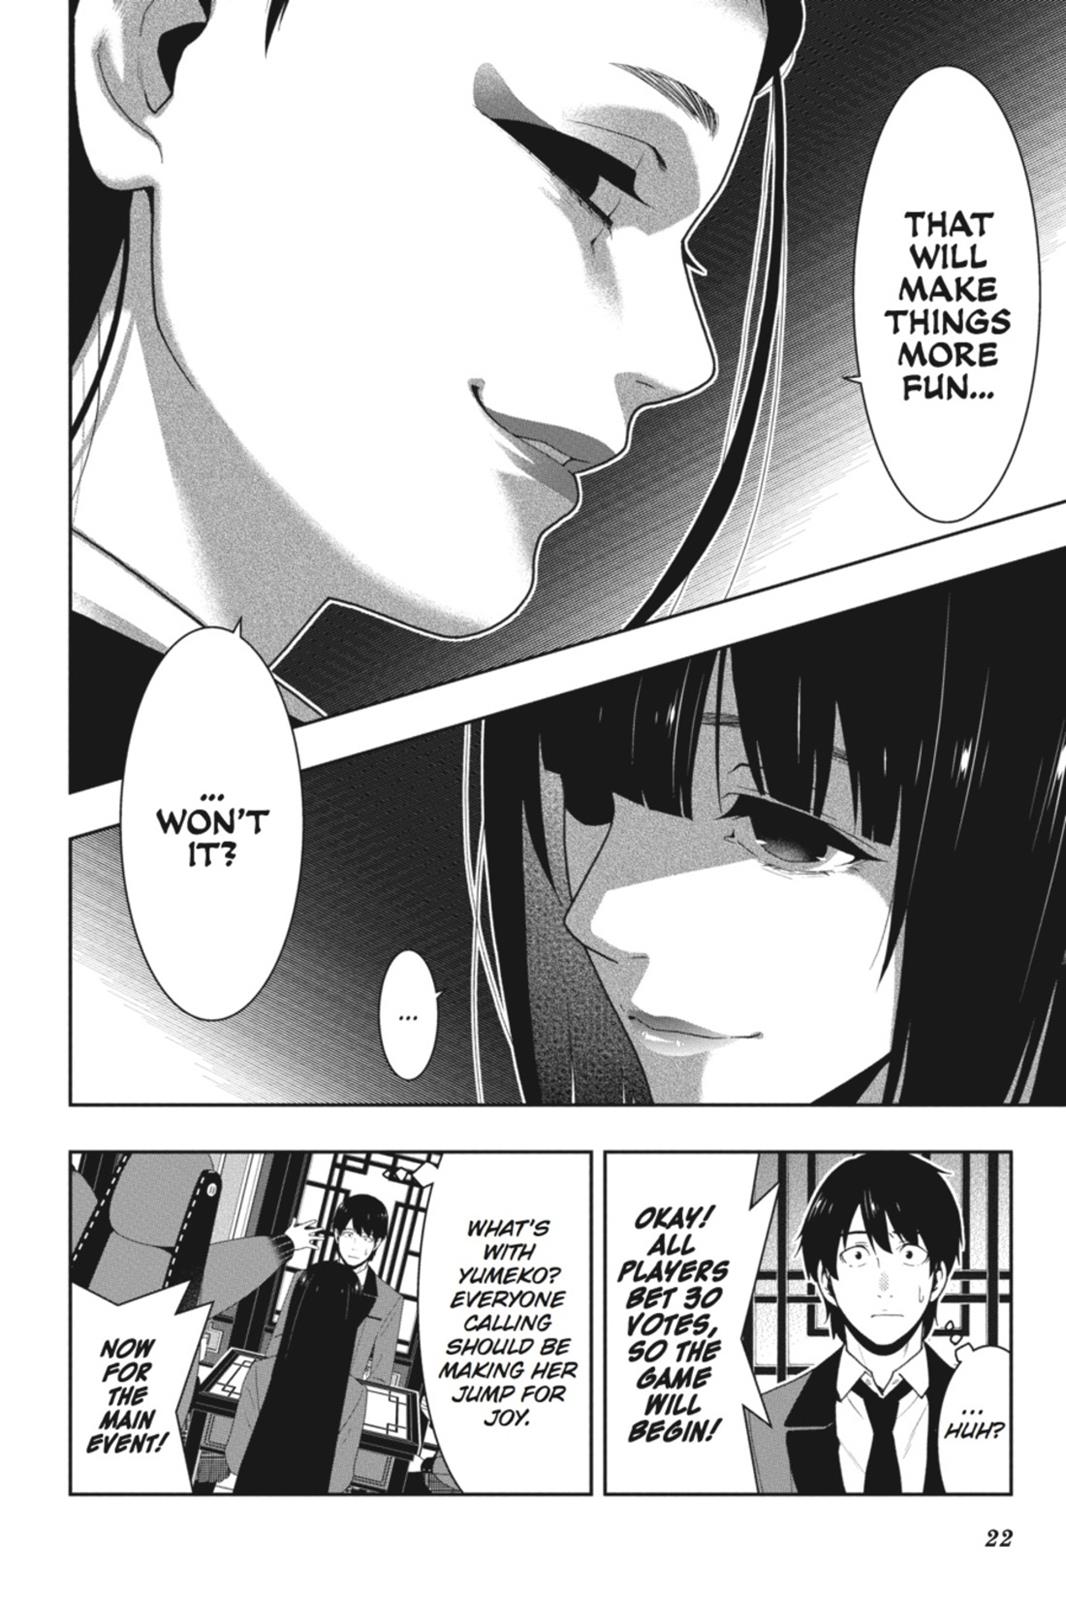 THAT
WILL
MAKE
THINGS
MORE
FUN...
...
WON'T
IT?
...
OKAY!
ALL
PLAYERS
BET 30
VOTES,
SO THE
GAME
WILL
BEGIN!
...
HUH?
WHAT'S
WITH
YUMEKO?
EVERYONE
CALLING
SHOULD BE
MAKING HER
JUMP FOR
JOY.
NOW
FOR
THE
MAIN
EVENT!
22